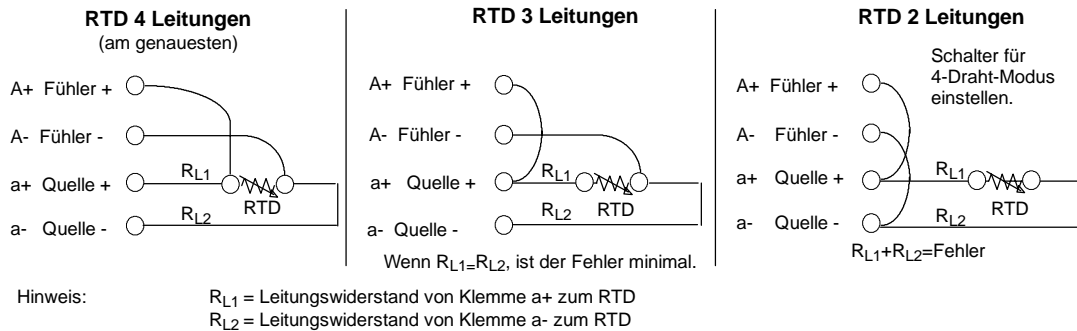 RTD 4 Leitungen
(am genauesten)
A+ Fühler +
A- Fühler -
a+ Quelle +
a- Quelle -
RL1
RTD
RL2
RTD 3 Leitungen
A+ Fühler +
A- Fühler -
a+ Quelle +
a- Quelle -
RL1
RTD
RL2
Wenn RL1=RL2, ist der Fehler minimal.
RTD 2 Leitungen
Schalter für
4-Draht-Modus
einstellen.
A+ Fühler +
A- Fühler -
a+ Quelle +
a- Quelle -
RL1
RTD
RL2
RL1+RL2=Fehler
Hinweis: RL1 = Leitungswiderstand von Klemme a+ zum RTD
RL2 = Leitungswiderstand von Klemme a- zum RTD